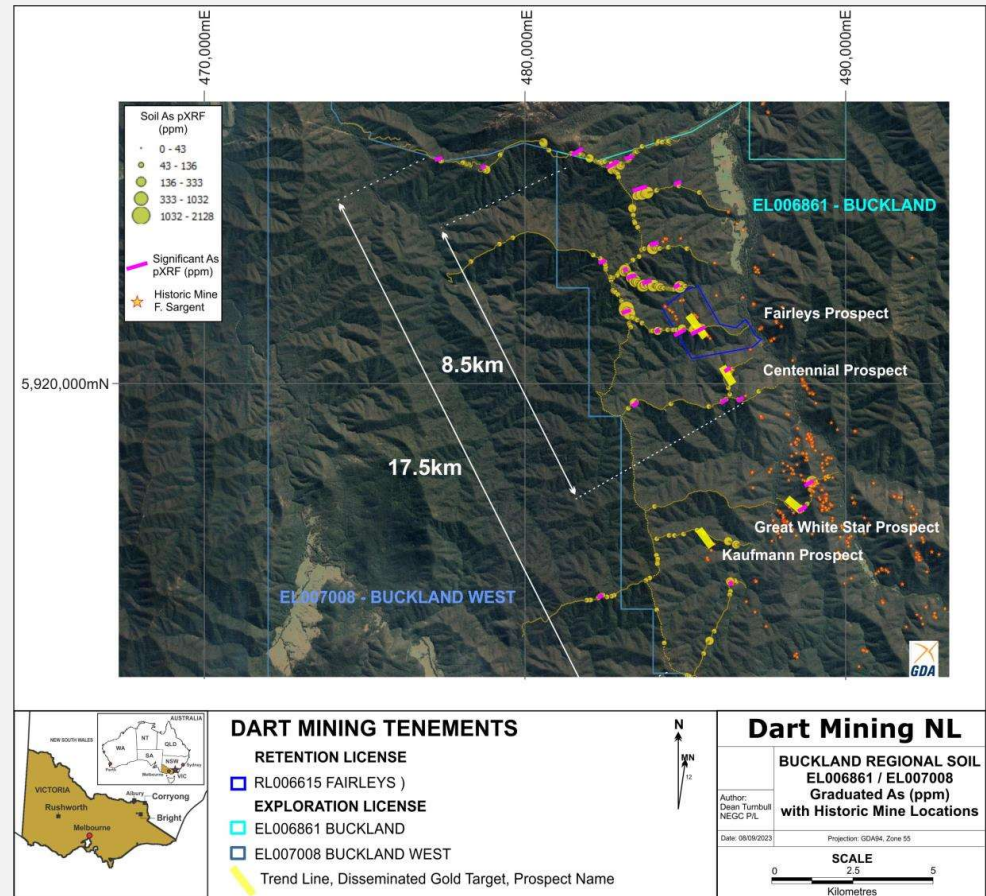 470,000mE
480,000mE
490,000mE
Soil As pXRF
(ppm)
0 - 43
43 - 136
136 - 333
333 - 1032
1032 - 2128
Significant As
pXRF (ppm)
Historic Mine
F. Sargent
EL006861 - BUCKLAND
Fairleys Prospect
5,920,000mN
8.5km
Centennial Prospect
17.5km
Great White Star Prospect
Kaufmann Prospect
EL007008 - BUCKLAND WEST
GDA
NEW SOUTH WALES
AUSTRALIA
WA
NT
QLD
SA
NSW
VIC
Perth
Sydney
Melbourne
VICTORIA
Albury
Corryong
Rushworth
Bright
Melbourne
DART MINING TENEMENTS
RETENTION LICENSE
RL006615 FAIRLEYS )
EXPLORATION LICENSE
EL006861 BUCKLAND
EL007008 BUCKLAND WEST
Trend Line, Disseminated Gold Target, Prospect Name
N
MN
12
Dart Mining NL
Author:
Dean Turnbull
NEGC P/L
BUCKLAND REGIONAL SOIL
EL006861 / EL007008
Graduated As (ppm)
with Historic Mine Locations
Date: 08/09/2023
Projection: GDA94, Zone 55
SCALE
0 2.5 5
Kilometres